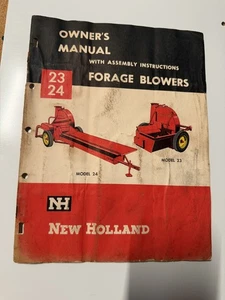 OWNER'S
MANUAL
WITH ASSEMBLY INSTRUCTIONS
23
24
FORAGE BLOWERS
MODEL 24
MODEL 23
NH
NEW HOLLAND